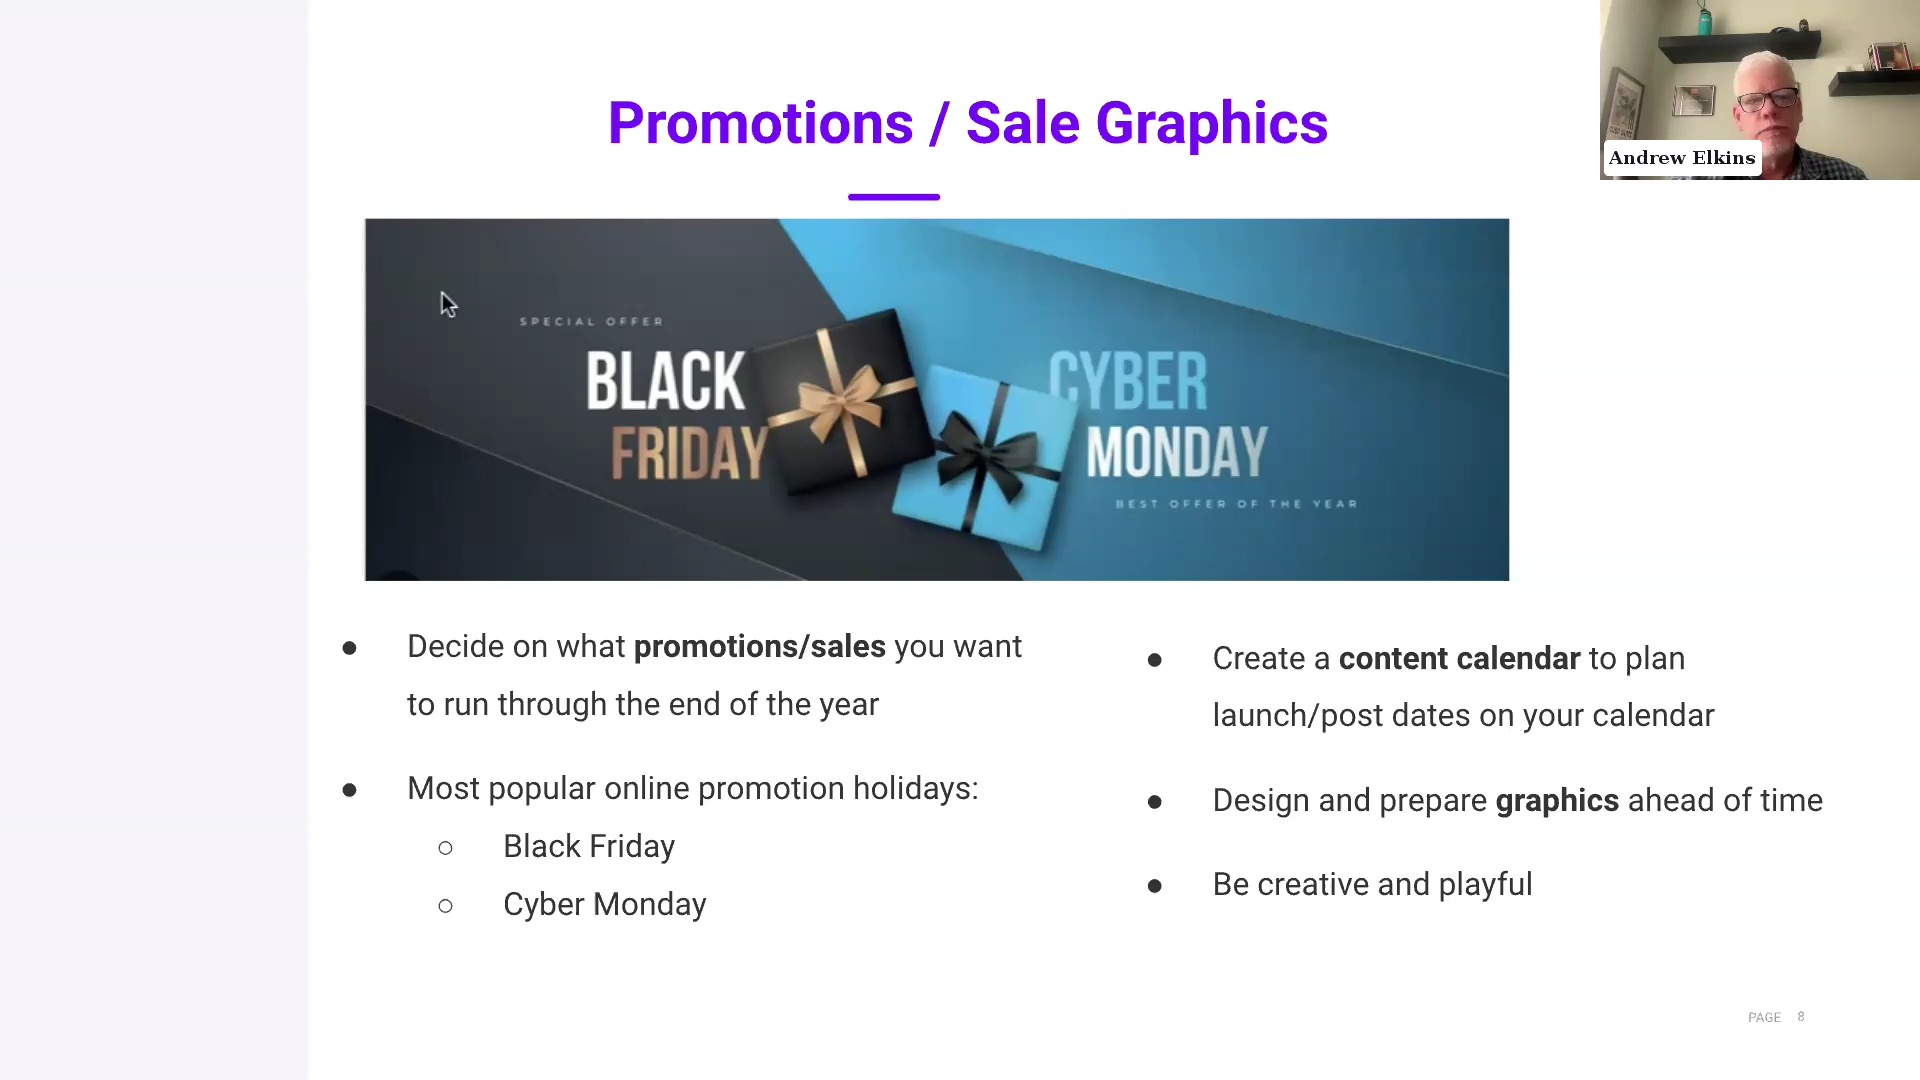 Promotions / Sale Graphics
Andrew Elkins
SPECIAL OFFER
BLACK
FRIDAY
CYBER
MONDAY
BEST OFFER OF THE YEAR
● Decide on what promotions/sales you want
to run through the end of the year
● Most popular online promotion holidays:
○ Black Friday
○ Cyber Monday
● Create a content calendar to plan
launch/post dates on your calendar
● Design and prepare graphics ahead of time
● Be creative and playful
PAGE 8